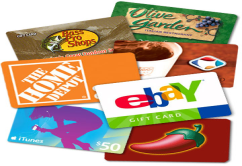 Bass
Pro Shops
Olive
Garden
THE
HOME
DEPOT
ebay
GIFT CARD
iTunes
$50